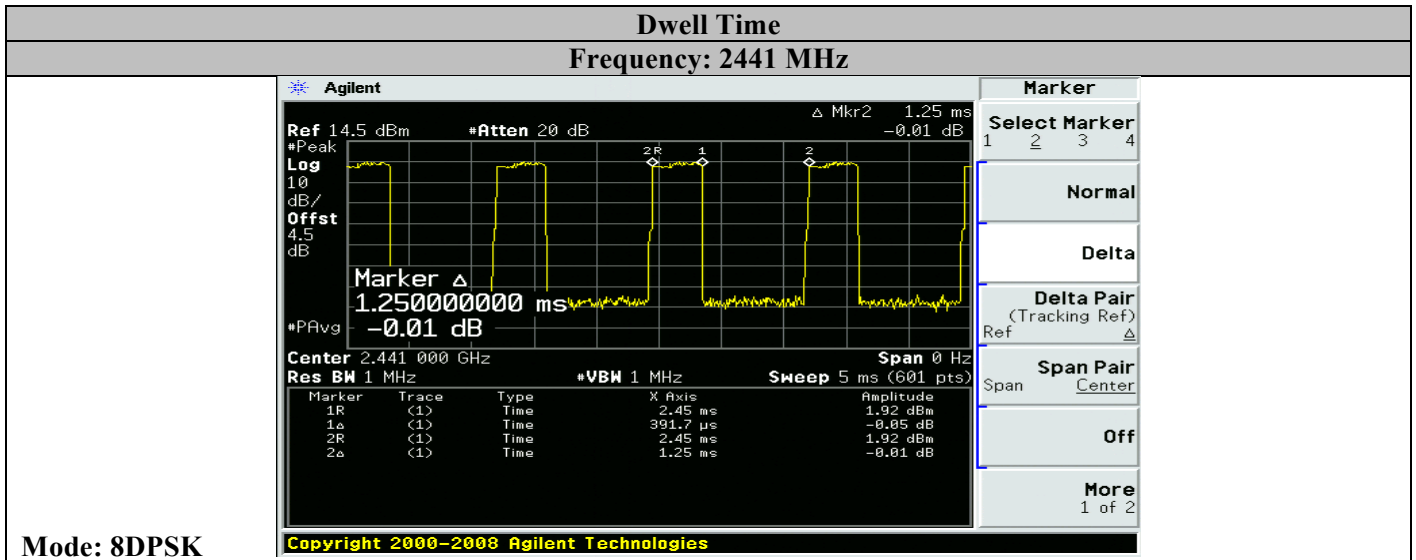 Dwell Time
Frequency: 2441 MHz
Agilent
Marker
Δ Mkr2 1.25 ms
Ref 14.5 dBm #Atten 20 dB -0.01 dB
#Peak
Log
10
dB/
Offst
4.5
dB
2R 1 2
Marker Δ
1.250000000 ms
-0.01 dB
#PAvg
Center 2.441 000 GHz Span 0 Hz
Res BW 1 MHz #VBW 1 MHz Sweep 5 ms (601 pts)
Marker Trace Type X Axis Amplitude
1R (1) Time 2.45 ms 1.92 dBm
1Δ (1) Time 391.7 µs -0.05 dB
2R (1) Time 2.45 ms 1.92 dBm
2Δ (1) Time 1.25 ms -0.01 dB
Select Marker
1 2 3 4
Normal
Delta
Delta Pair
(Tracking Ref)
Ref Δ
Span Pair
Span Center
Off
More
1 of 2
Mode: 8DPSK
Copyright 2000-2008 Agilent Technologies